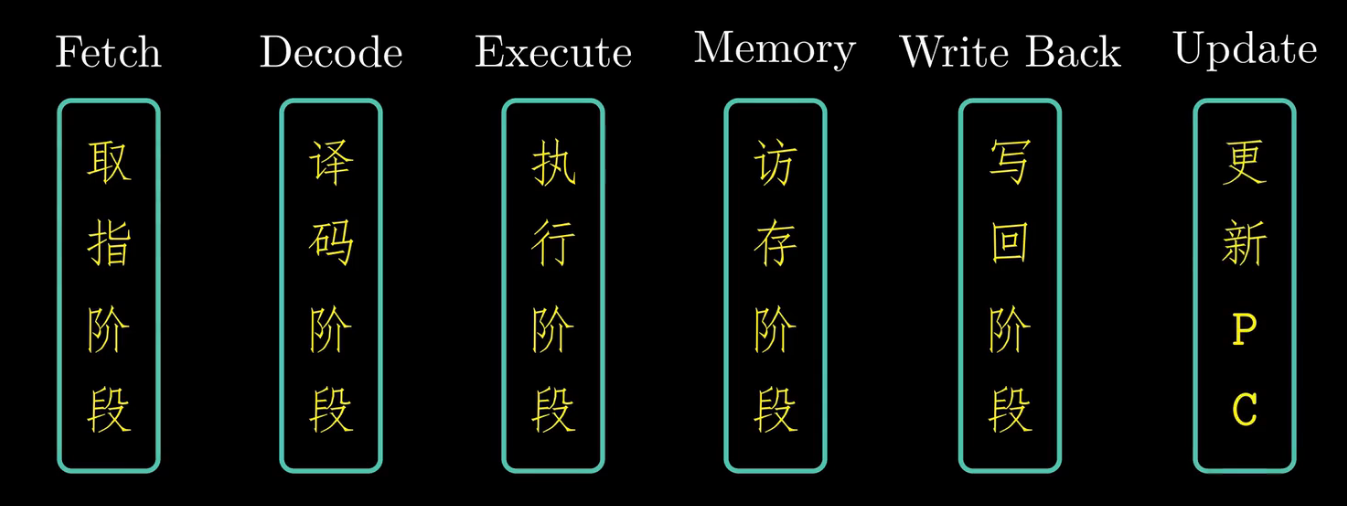 Fetch
取指阶段
Decode
译码阶段
Execute
执行阶段
Memory
访存阶段
Write Back
写回阶段
Update
更新PC